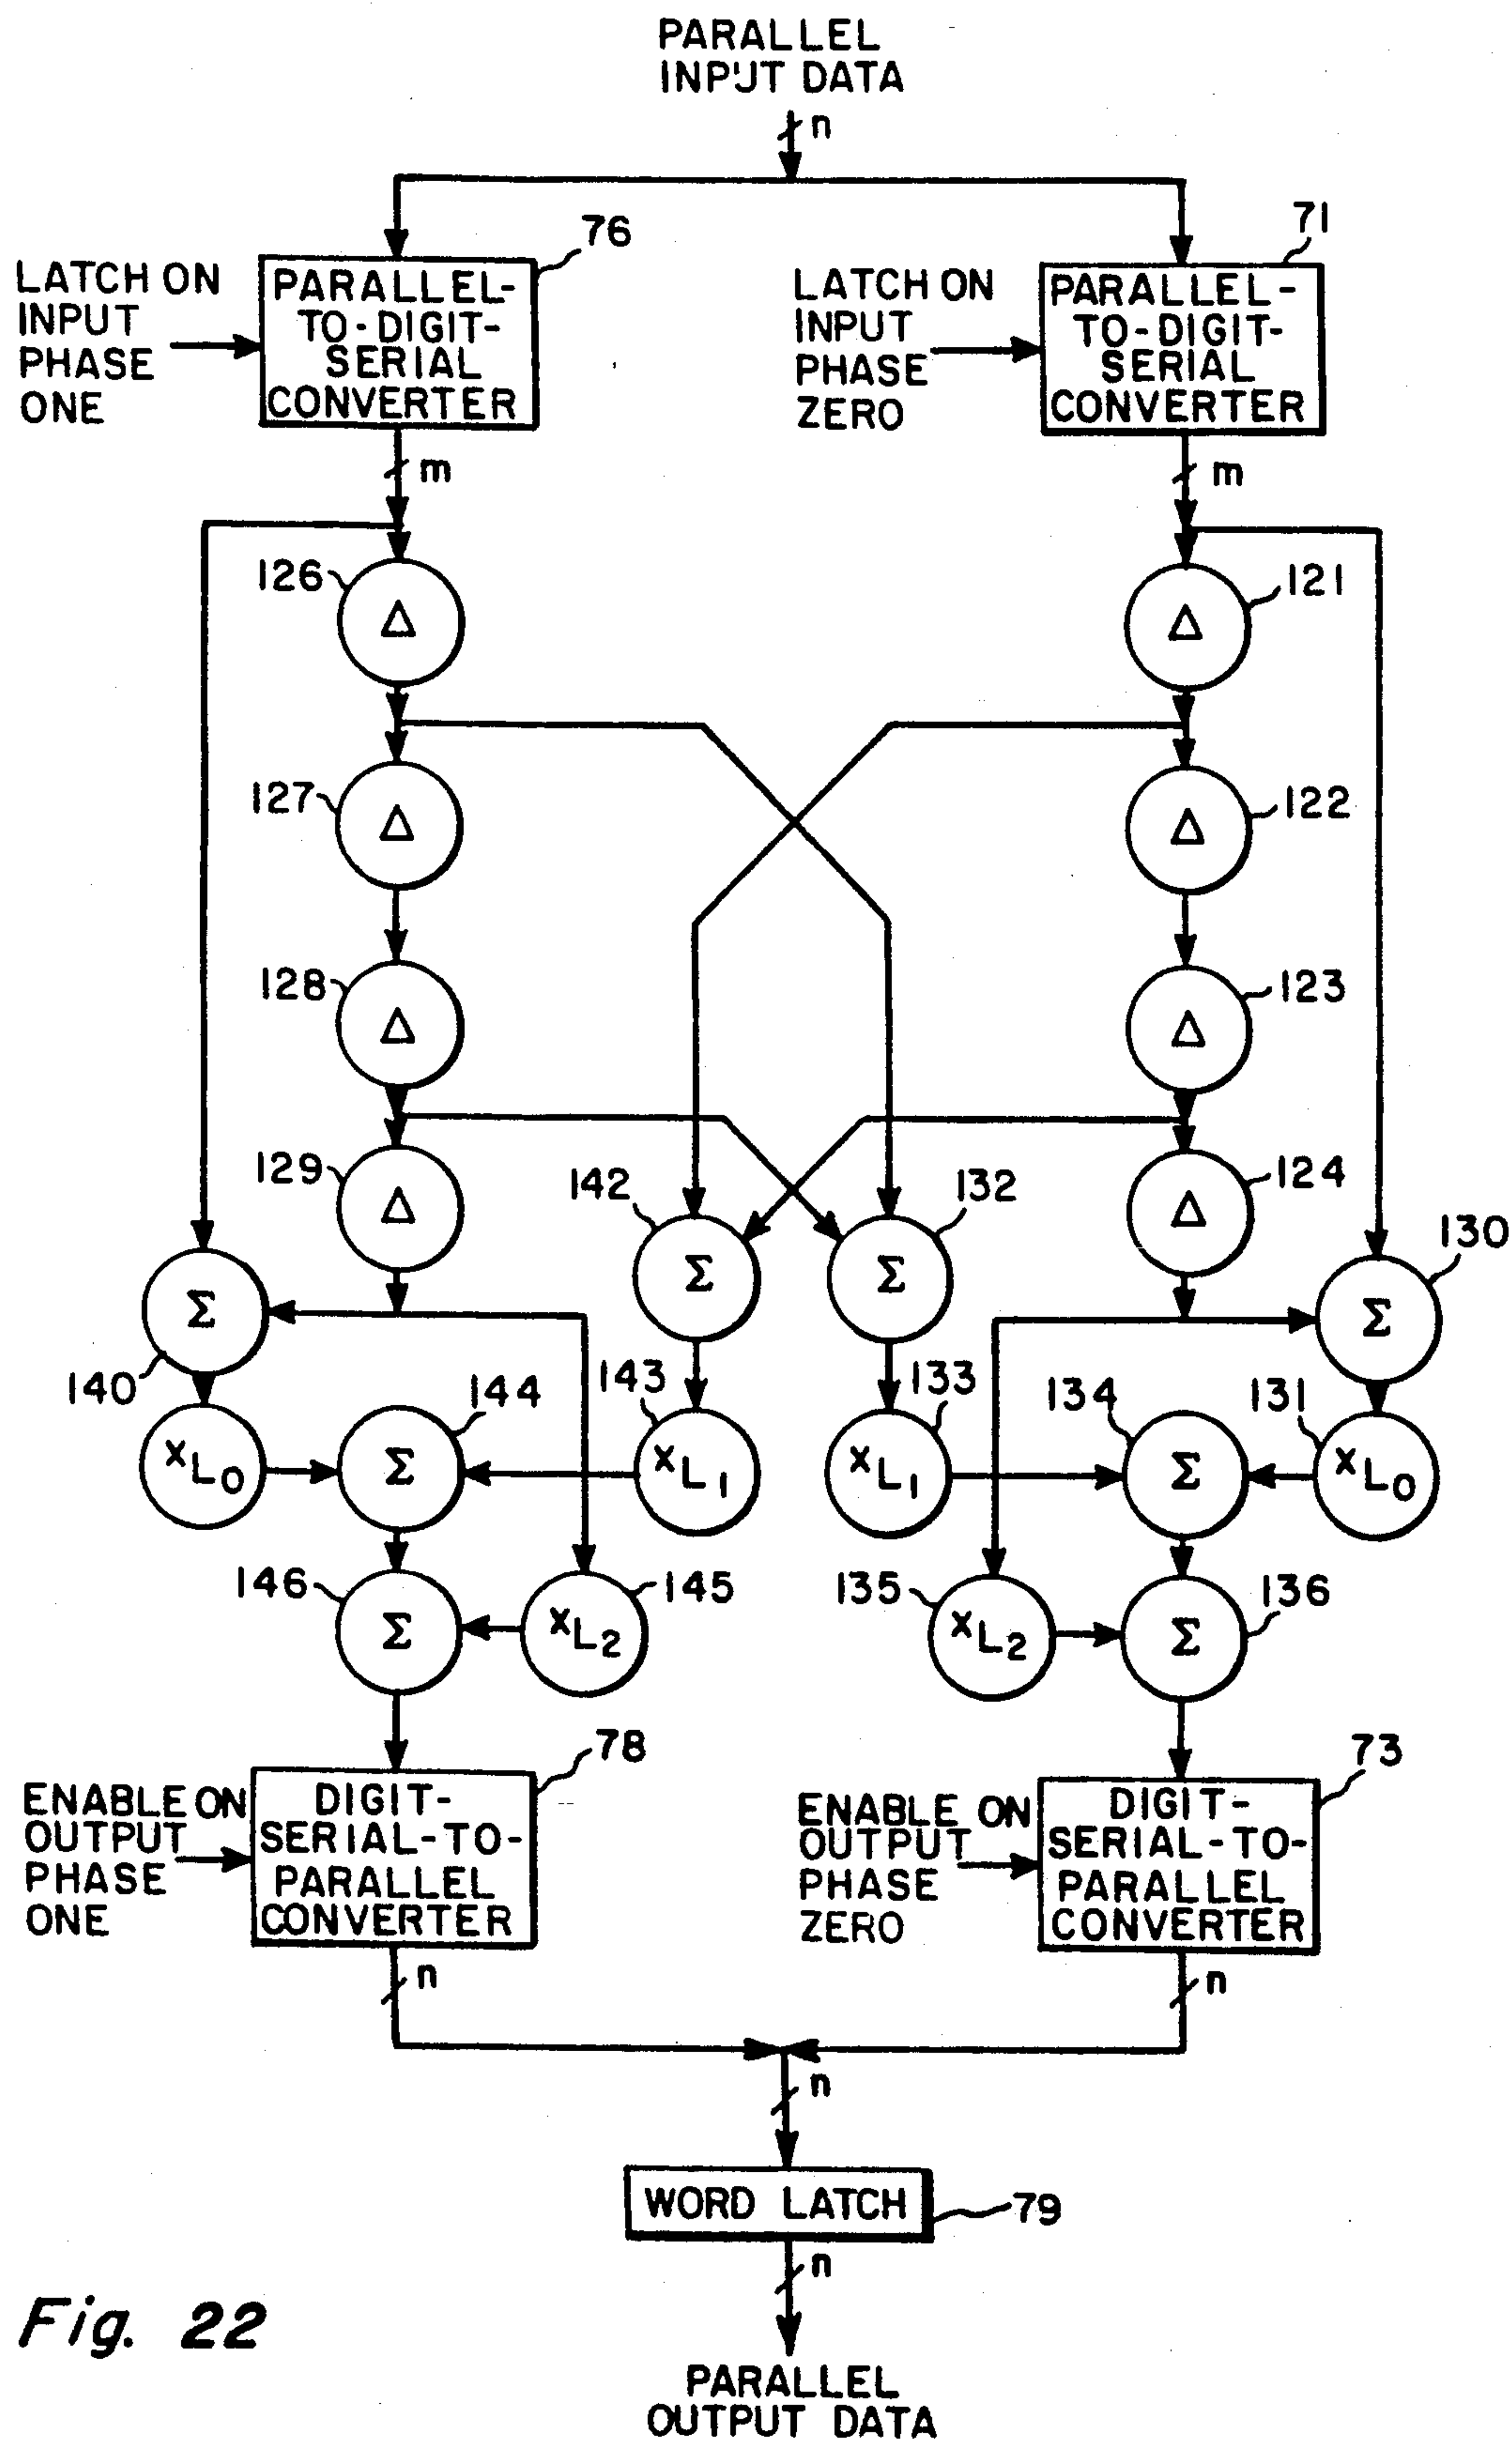 PARALLEL
INPUT DATA
n
76
71
LATCH ON
INPUT
PHASE
ONE
PARALLEL-
TO-DIGIT-
SERIAL
CONVERTER
LATCH ON
INPUT
PHASE
ZERO
PARALLEL-
TO-DIGIT-
SERIAL
CONVERTER
m
m
126
Δ
121
Δ
127
Δ
122
Δ
128
Δ
123
Δ
129
Δ
142
Σ
132
Σ
124
Δ
130
Σ
140
Σ
143
133
134
131
144
XL0
Σ
XL1
XL1
Σ
XL0
146
Σ
145
XL2
135
XL2
136
Σ
78
73
ENABLE ON
OUTPUT
PHASE
ONE
DIGIT-
SERIAL-TO-
PARALLEL
CONVERTER
ENABLE ON
OUTPUT
PHASE
ZERO
DIGIT-
SERIAL-TO-
PARALLEL
CONVERTER
n
n
n
WORD LATCH
79
n
Fig. 22
PARALLEL
OUTPUT DATA